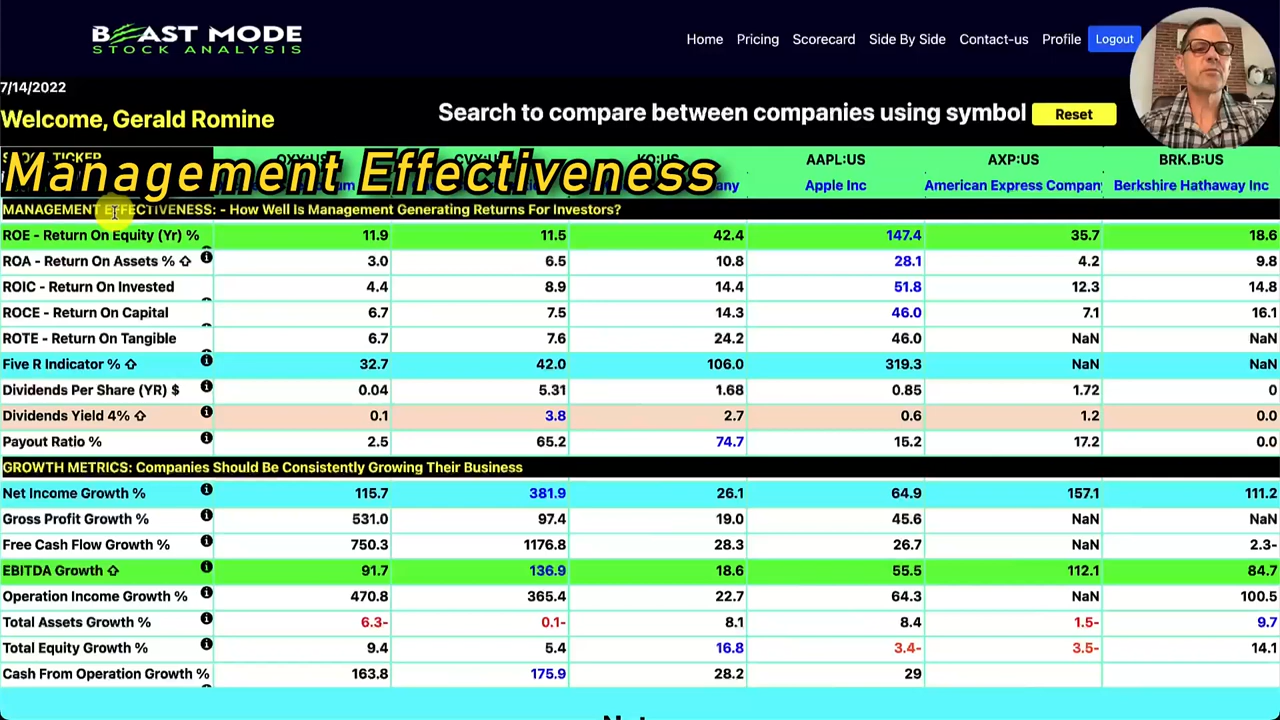 BEAST MODE
STOCK ANALYSIS
Home Pricing Scorecard Side By Side Contact-us Profile Logout
7/14/2022
Welcome, Gerald Romine
Search to compare between companies using symbol Reset
Management Effectiveness
AAPL:US AXP:US BRK.B:US
Apple Inc American Express Company Berkshire Hathaway Inc
MANAGEMENT EFFECTIVENESS: - How Well Is Management Generating Returns For Investors?
ROE - Return On Equity (Yr) % 11.9 11.5 42.4 147.4 35.7 18.6
ROA - Return On Assets % 3.0 6.5 10.8 28.1 4.2 9.8
ROIC - Return On Invested 4.4 8.9 14.4 51.8 12.3 14.8
ROCE - Return On Capital 6.7 7.5 14.3 46.0 7.1 16.1
ROTE - Return On Tangible 6.7 7.6 24.2 46.0 NaN NaN
Five R Indicator % 32.7 42.0 106.0 319.3 NaN NaN
Dividends Per Share (YR) $ 0.04 5.31 1.68 0.85 1.72 0
Dividends Yield 4% 0.1 3.8 2.7 0.6 1.2 0.0
Payout Ratio % 2.5 65.2 74.7 15.2 17.2 0.0
GROWTH METRICS: Companies Should Be Consistently Growing Their Business
Net Income Growth % 115.7 381.9 26.1 64.9 157.1 111.2
Gross Profit Growth % 531.0 97.4 19.0 45.6 NaN NaN
Free Cash Flow Growth % 750.3 1176.8 28.3 26.7 NaN 2.3-
EBITDA Growth 91.7 136.9 18.6 55.5 112.1 84.7
Operation Income Growth % 470.8 365.4 22.7 64.3 NaN 100.5
Total Assets Growth % 6.3- 0.1- 8.1 8.4 1.5- 9.7
Total Equity Growth % 9.4 5.4 16.8 3.4- 3.5- 14.1
Cash From Operation Growth % 163.8 175.9 28.2 29